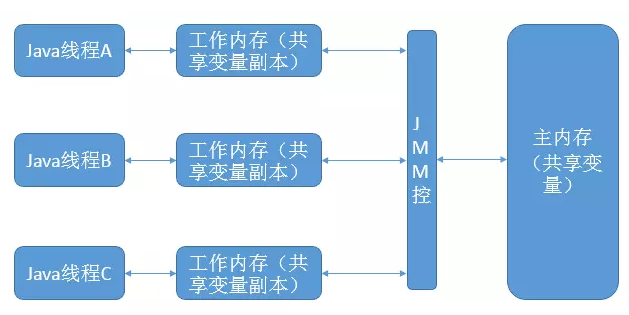 Java线程A
工作内存（共
享变量副本）
Java线程B
工作内存（共
享变量副本）
Java线程C
工作内存（共
享变量副本）
J
M
M
控
主内存
（共享变
量）